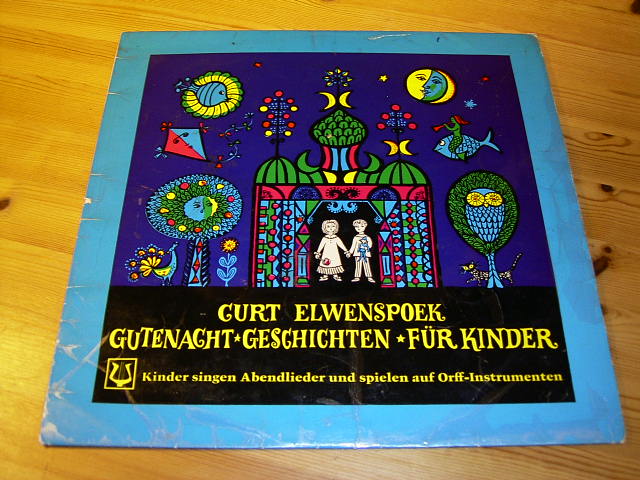 CURT ELWENSPOEK
GUTENACHT★GESCHICHTEN ★ FÜR KINDER
Kinder singen Abendlieder und spielen auf Orff-Instrumenten